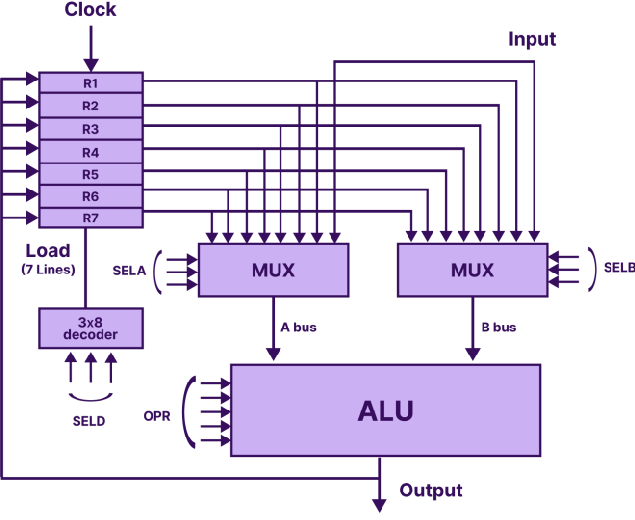 Clock
Input
R1
R2
R3
R4
R5
R6
R7
Load
(7 Lines)
SELA
MUX
MUX
SELB
3x8
decoder
A bus
B bus
SELD
OPR
ALU
Output